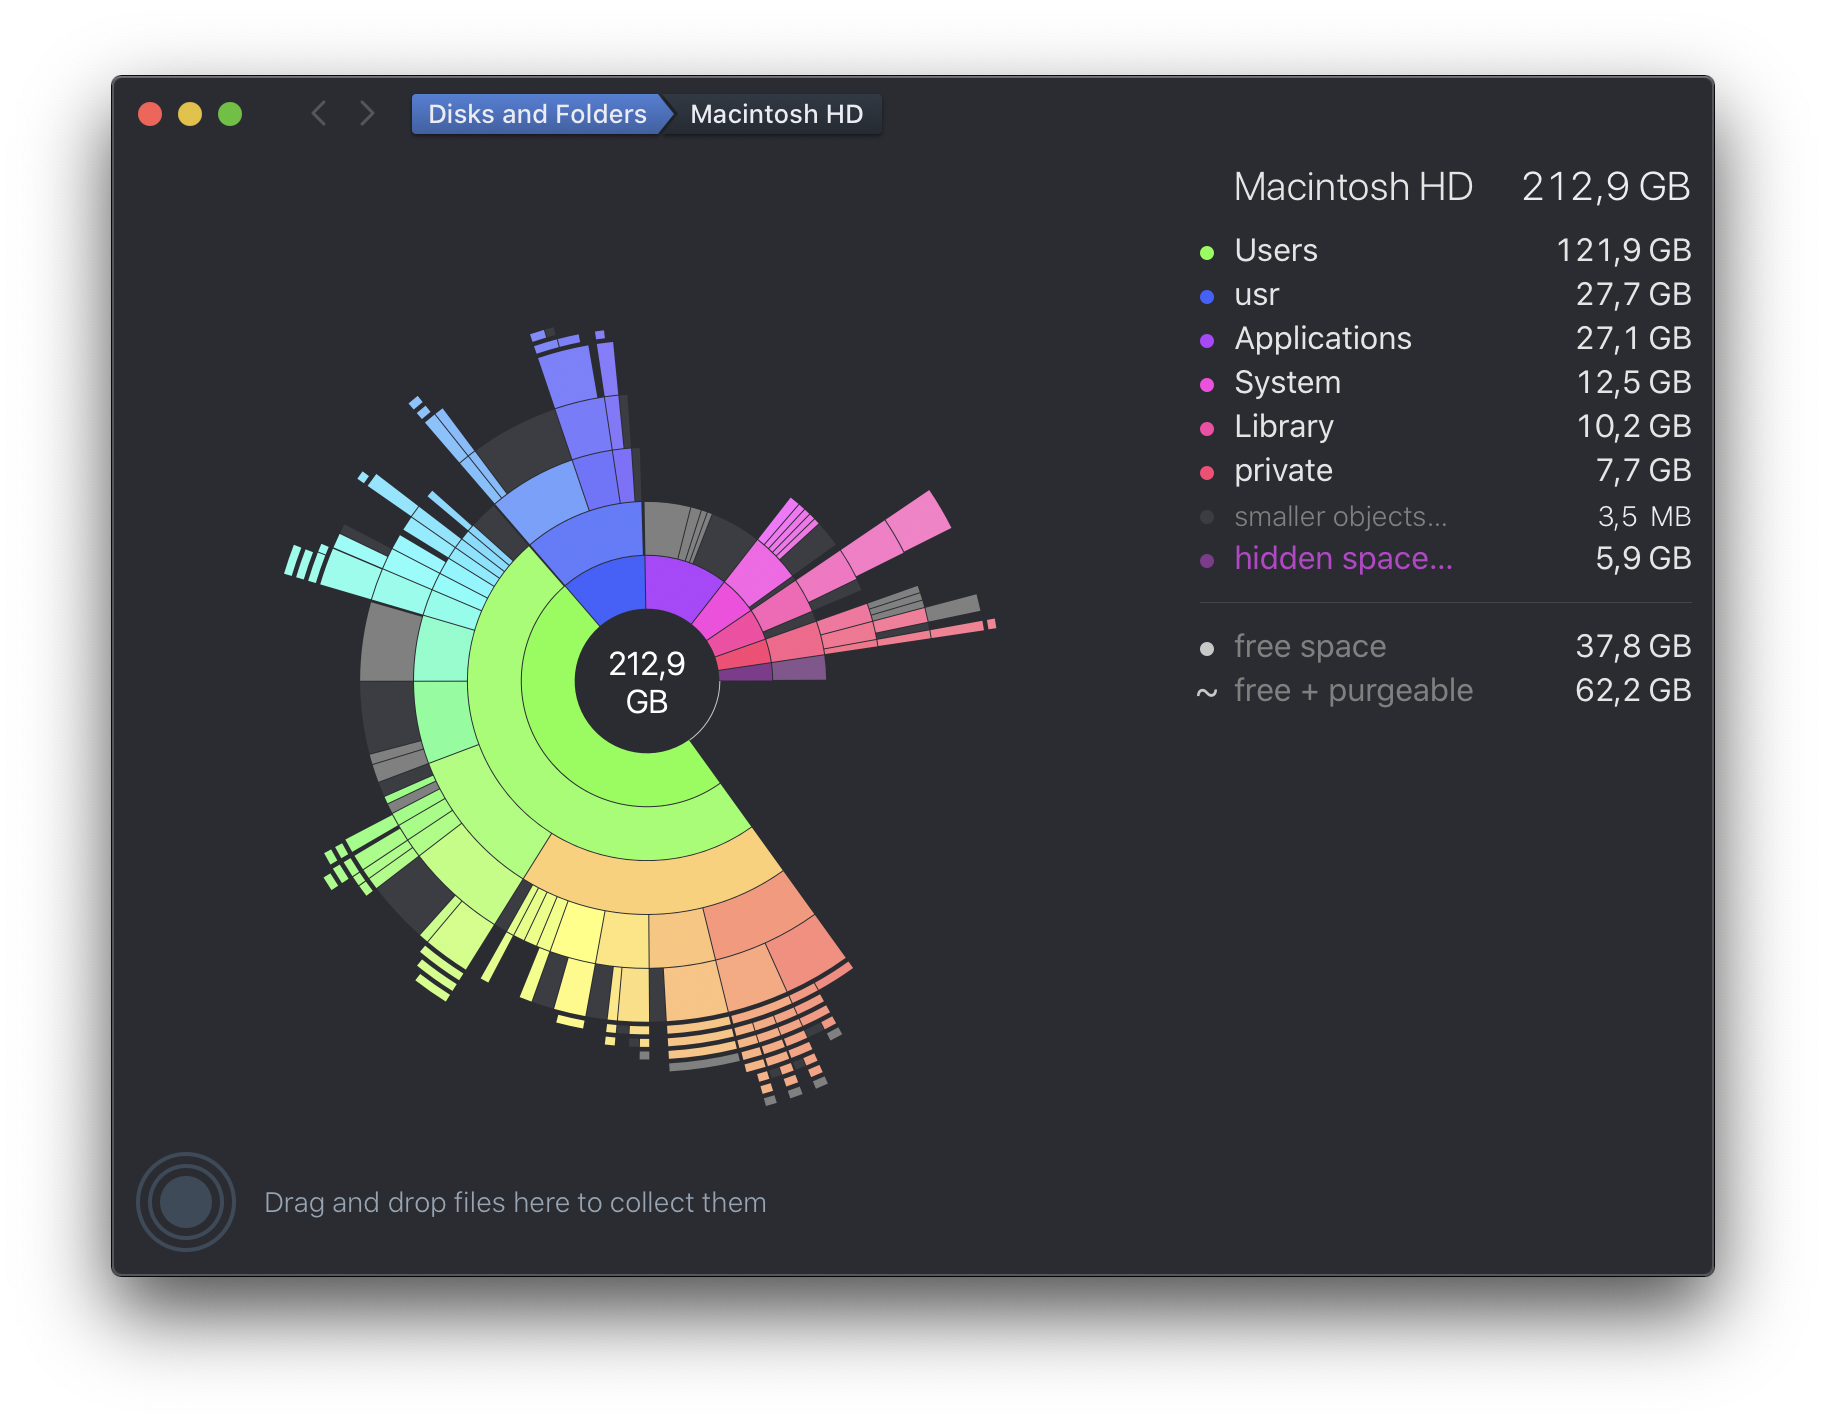 Disks and Folders Macintosh HD
Macintosh HD 212,9 GB
Users 121,9 GB
usr 27,7 GB
Applications 27,1 GB
System 12,5 GB
Library 10,2 GB
private 7,7 GB
smaller objects... 3,5 MB
hidden space... 5,9 GB
free space 37,8 GB
~ free + purgeable 62,2 GB
212,9
GB
Drag and drop files here to collect them